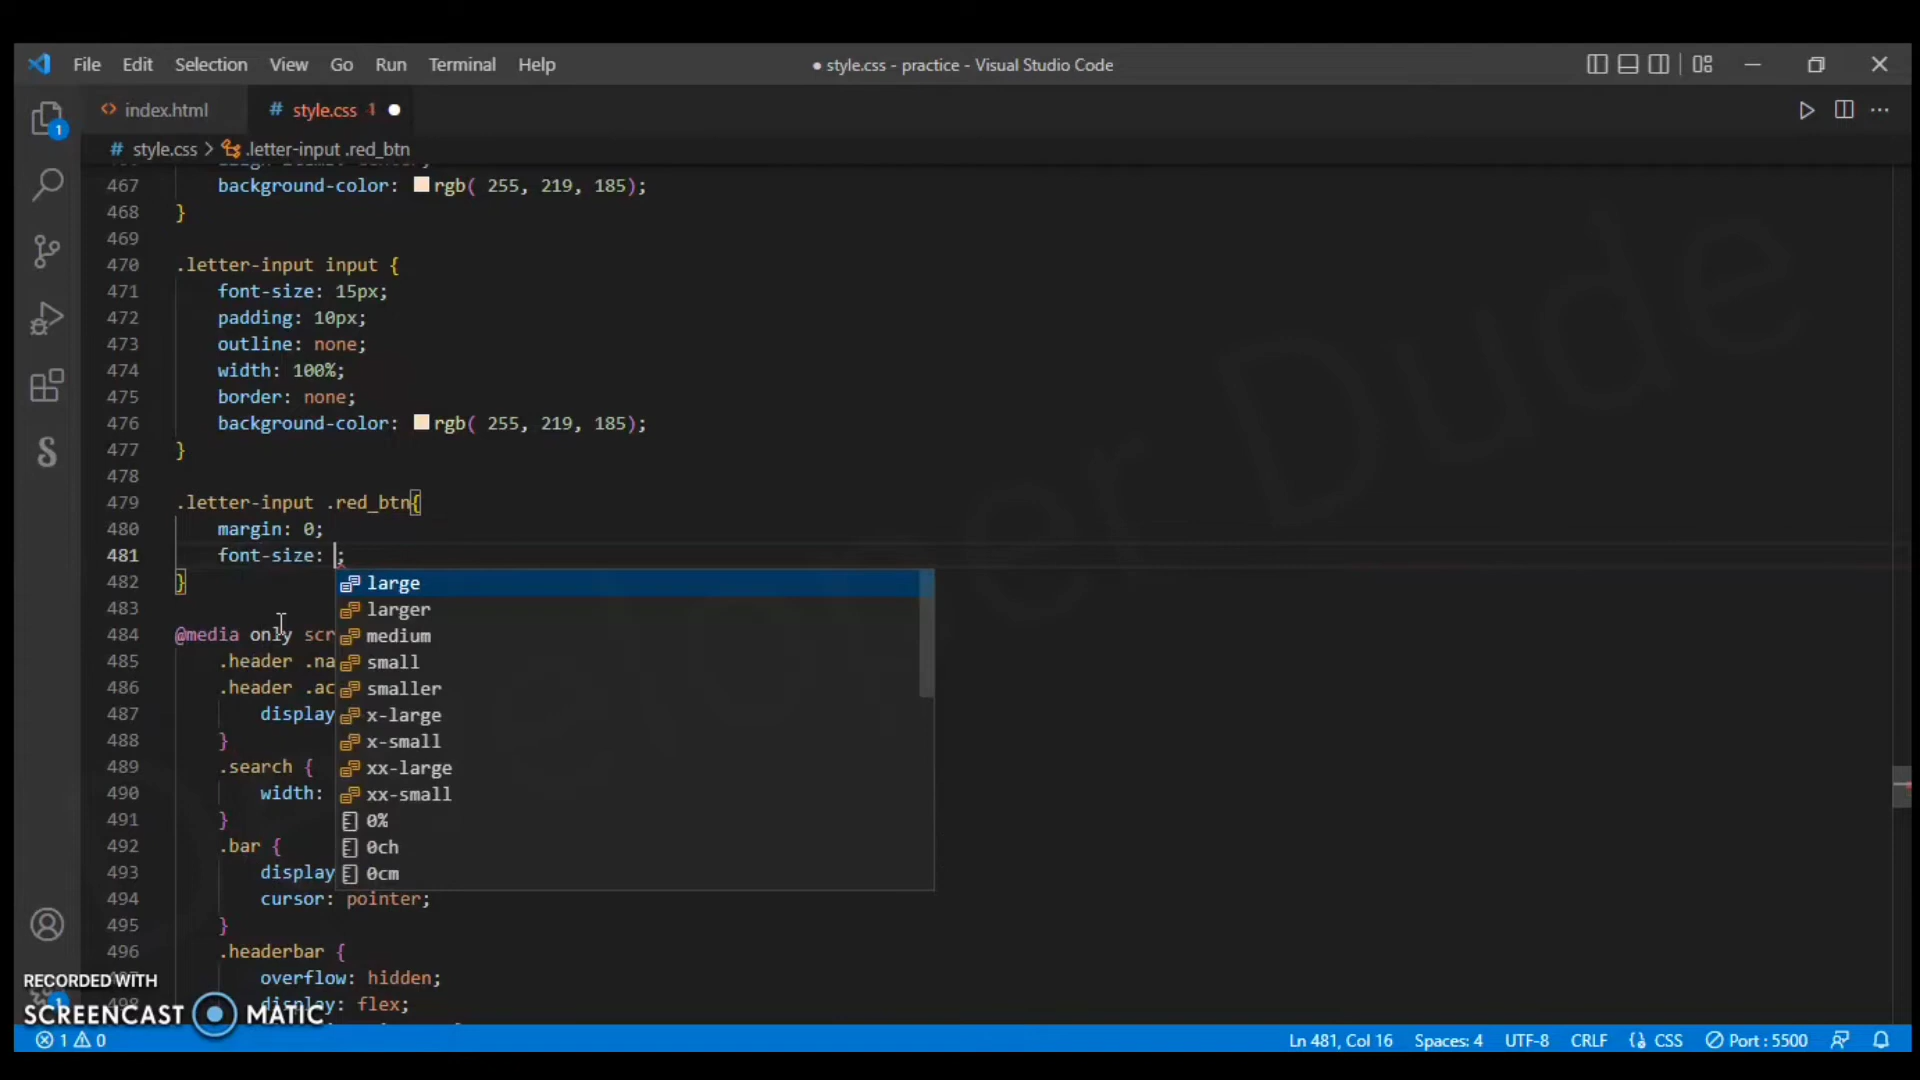 File Edit Selection View Go Run Terminal Help ● style.css - practice - Visual Studio Code
index.html # style.css 1 ●
# style.css > .letter-input .red_btn
467 background-color: rgb( 255, 219, 185);
468 }
469
470 .letter-input input {
471 font-size: 15px;
472 padding: 10px;
473 outline: none;
474 width: 100%;
475 border: none;
476 background-color: rgb( 255, 219, 185);
477 }
478
479 .letter-input .red_btn{
480 margin: 0;
481 font-size: ;
482 }
large
483
larger
484 @media only scr
medium
485 .header .na
small
486 .header .ac
smaller
487 display
x-large
488 }
x-small
489 .search {
xx-large
490 width:
xx-small
491 }
0%
492 .bar {
0ch
493 display
0cm
494 cursor: pointer;
495 }
496 .headerbar {
overflow: hidden;
498 display: flex;
RECORDED WITH
SCREENCAST MATIC
1 0 Ln 481, Col 16 Spaces: 4 UTF-8 CRLF {} CSS Port : 5500